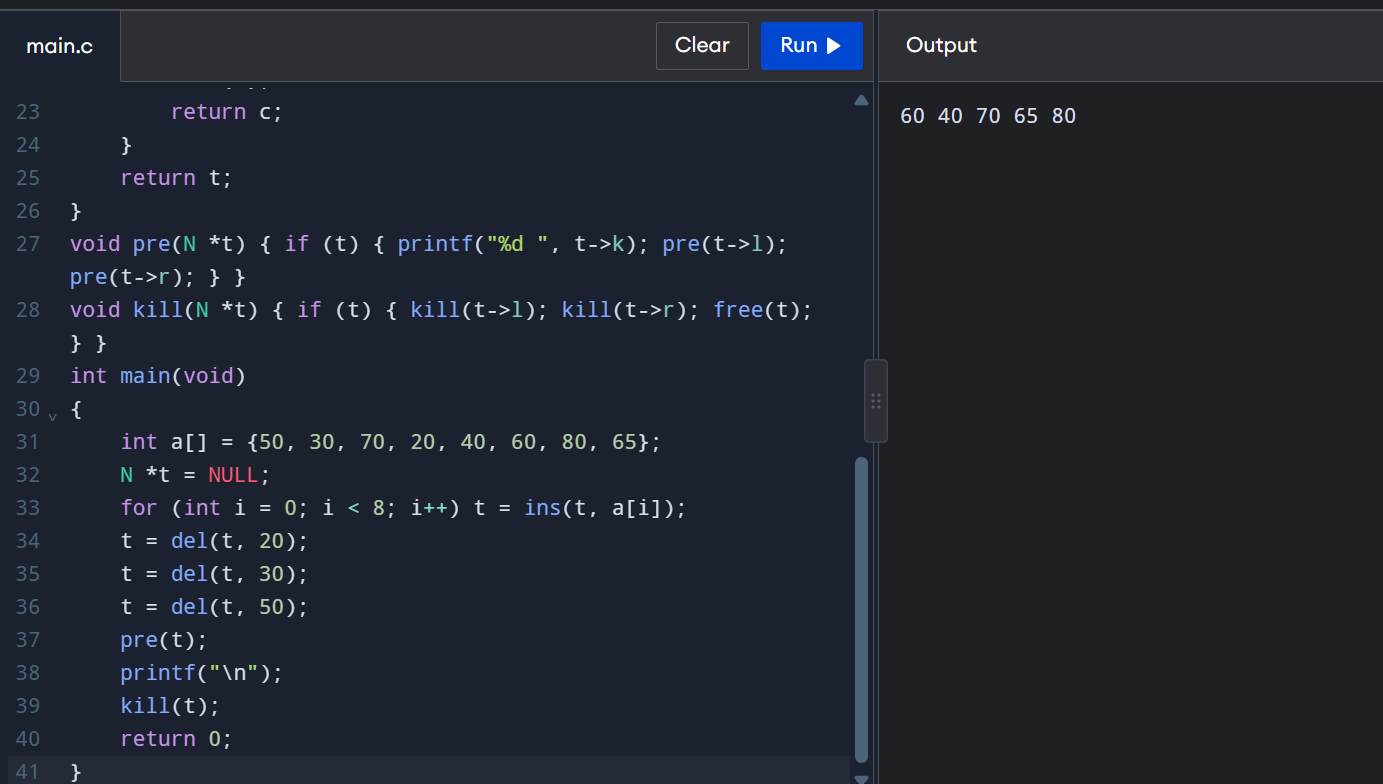 main.c
Clear
Run
Output
23 return c;
24 }
25 return t;
26 }
27 void pre(N *t) { if (t) { printf("%d ", t->k); pre(t->l);
pre(t->r); } }
28 void kill(N *t) { if (t) { kill(t->l); kill(t->r); free(t);
} }
29 int main(void)
30 {
31 int a[] = {50, 30, 70, 20, 40, 60, 80, 65};
32 N *t = NULL;
33 for (int i = 0; i < 8; i++) t = ins(t, a[i]);
34 t = del(t, 20);
35 t = del(t, 30);
36 t = del(t, 50);
37 pre(t);
38 printf("\n");
39 kill(t);
40 return 0;
41 }
60 40 70 65 80